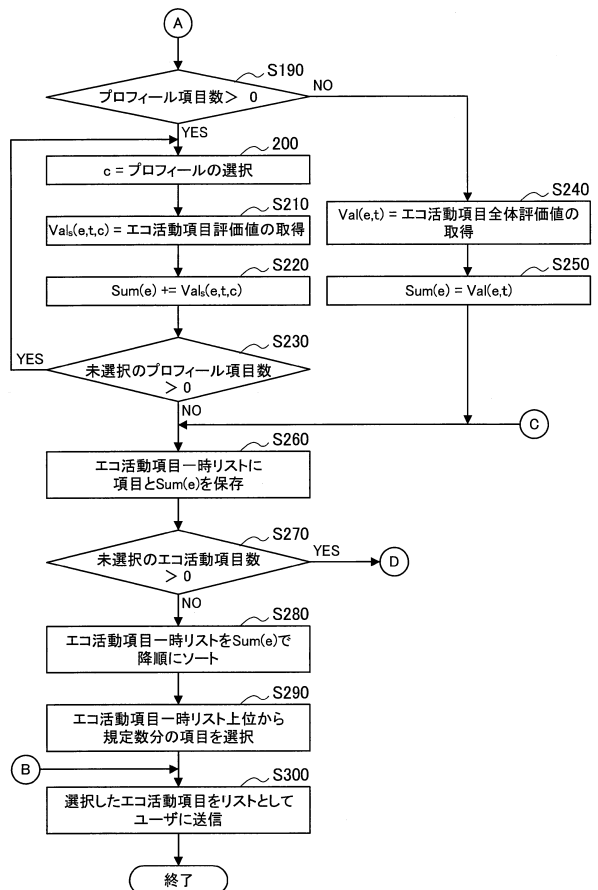 A
S190
プロフィール項目数> 0
NO
YES
200
c = プロフィールの選択
S210
Vals(e,t,c) = エコ活動項目評価値の取得
S240
Val(e,t) = エコ活動項目全体評価値の
取得
S220
Sum(e) += Vals(e,t,c)
S250
Sum(e) = Val(e,t)
S230
YES
未選択のプロフィール項目数
> 0
NO
C
S260
エコ活動項目一時リストに
項目とSum(e)を保存
S270
未選択のエコ活動項目数
> 0
YES
D
NO
S280
エコ活動項目一時リストをSum(e)で
降順にソート
S290
エコ活動項目一時リスト上位から
規定数分の項目を選択
B
S300
選択したエコ活動項目をリストとして
ユーザに送信
終了